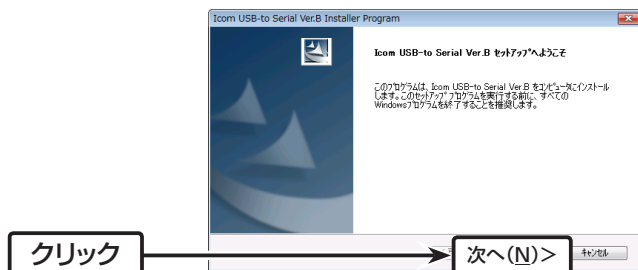 Icom USB-to Serial Ver.B Installer Program
Icom USB-to Serial Ver.B セットアップへようこそ
このプログラムは、Icom USB-to Serial Ver.B をコンピュータにインストール
します。このセットアップ プログラムを実行する前に、すべての
Windowsプログラムを終了することを推奨します。
クリック
次へ(N)>
キャンセル